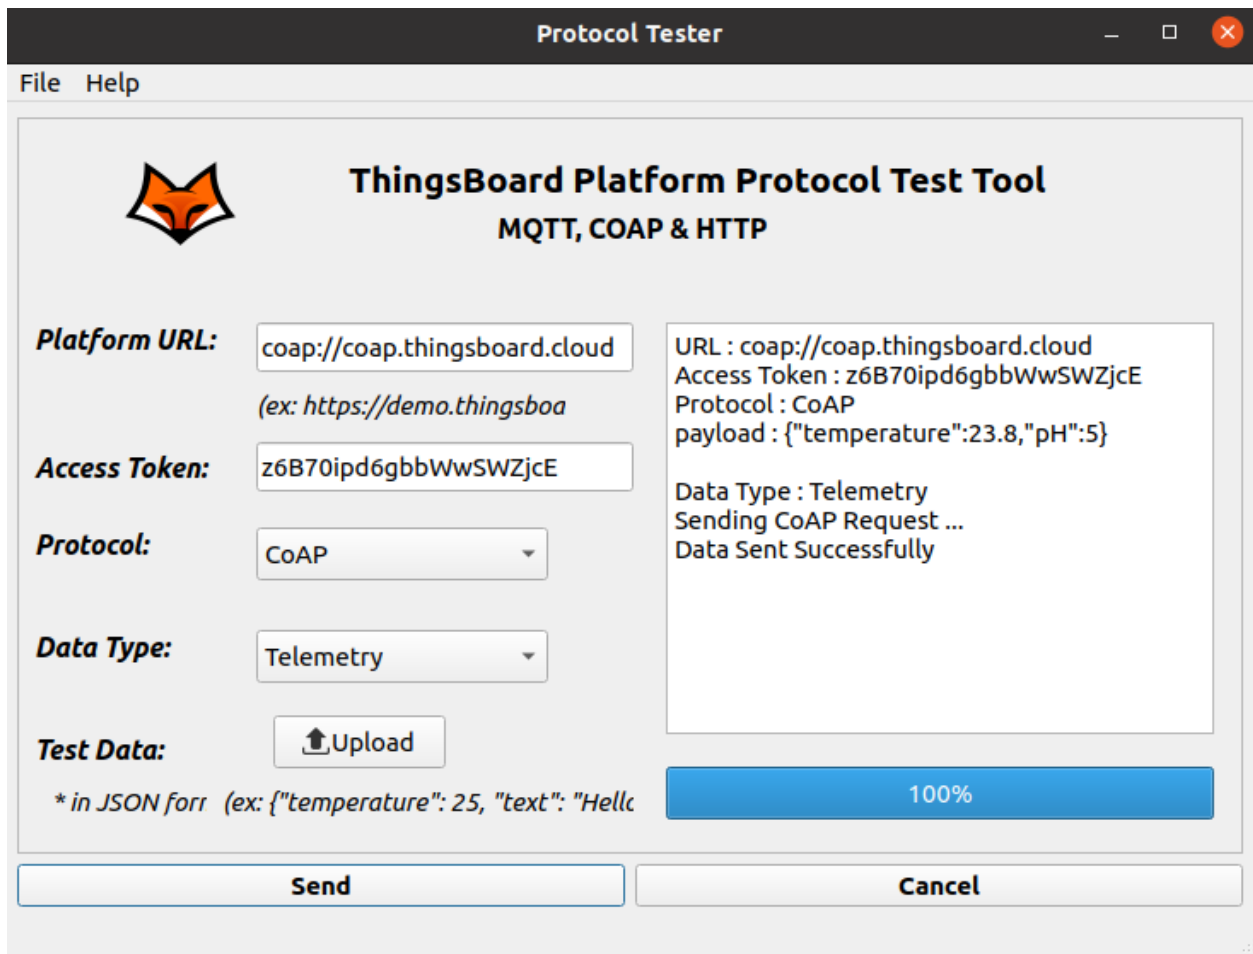 Protocol Tester
File Help
ThingsBoard Platform Protocol Test Tool
MQTT, COAP & HTTP
Platform URL:
coap://coap.thingsboard.cloud
(ex: https://demo.thingsboa
Access Token:
z6B70ipd6gbbWwSWZjcE
Protocol:
CoAP
Data Type:
Telemetry
Test Data:
Upload
* in JSON forr (ex: {"temperature": 25, "text": "Hello
URL : coap://coap.thingsboard.cloud
Access Token : z6B70ipd6gbbWwSWZjcE
Protocol : CoAP
payload : {"temperature":23.8,"pH":5}
Data Type : Telemetry
Sending CoAP Request ...
Data Sent Successfully
100%
Send
Cancel